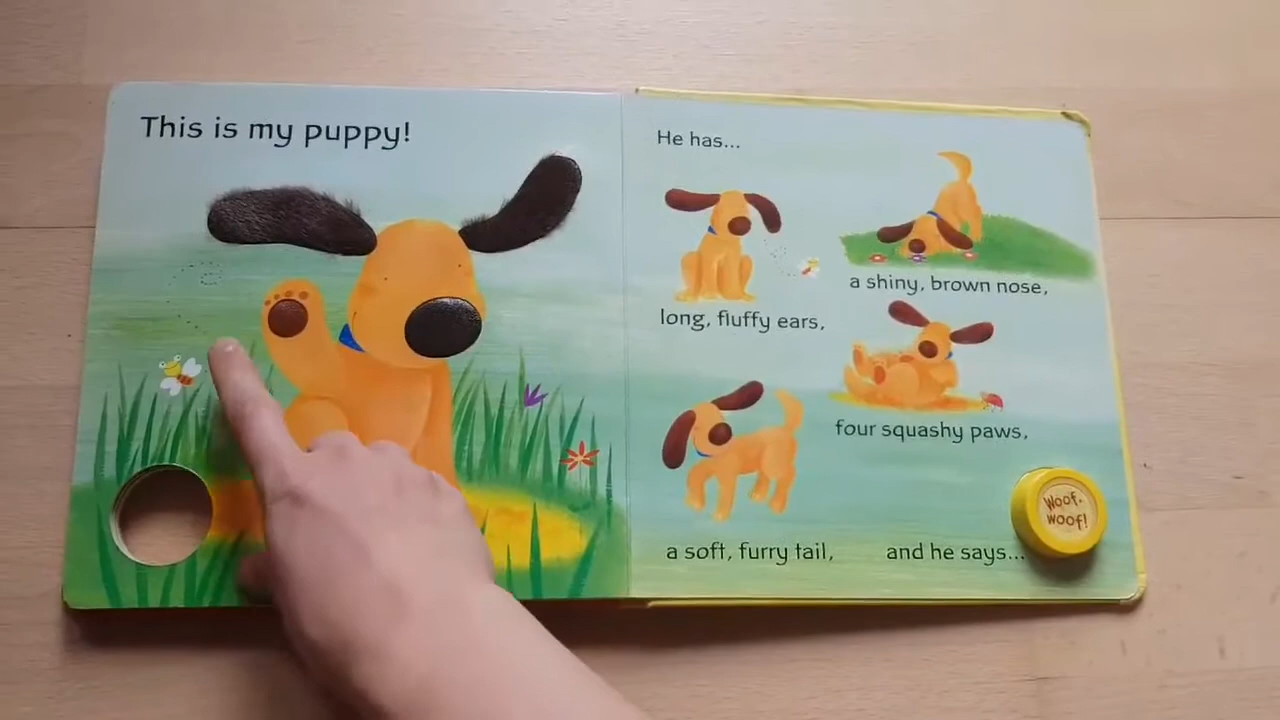 This is my puppy!
He has...
long, fluffy ears,
a shiny, brown nose,
four squashy paws,
a soft, furry tail,
and he says...
Woof,
woof!